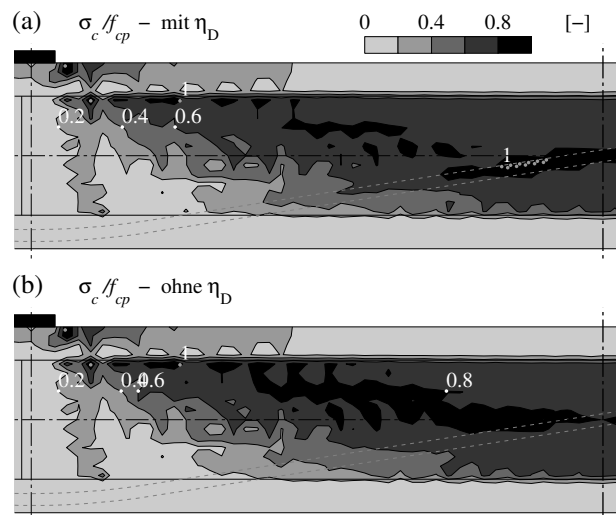 (a) σc/fcp – mit ηD 0 0.4 0.8 [–]
1
0.2 0.4 0.6
1
(b) σc/fcp – ohne ηD
1
0.2 0.4 0.6 0.8